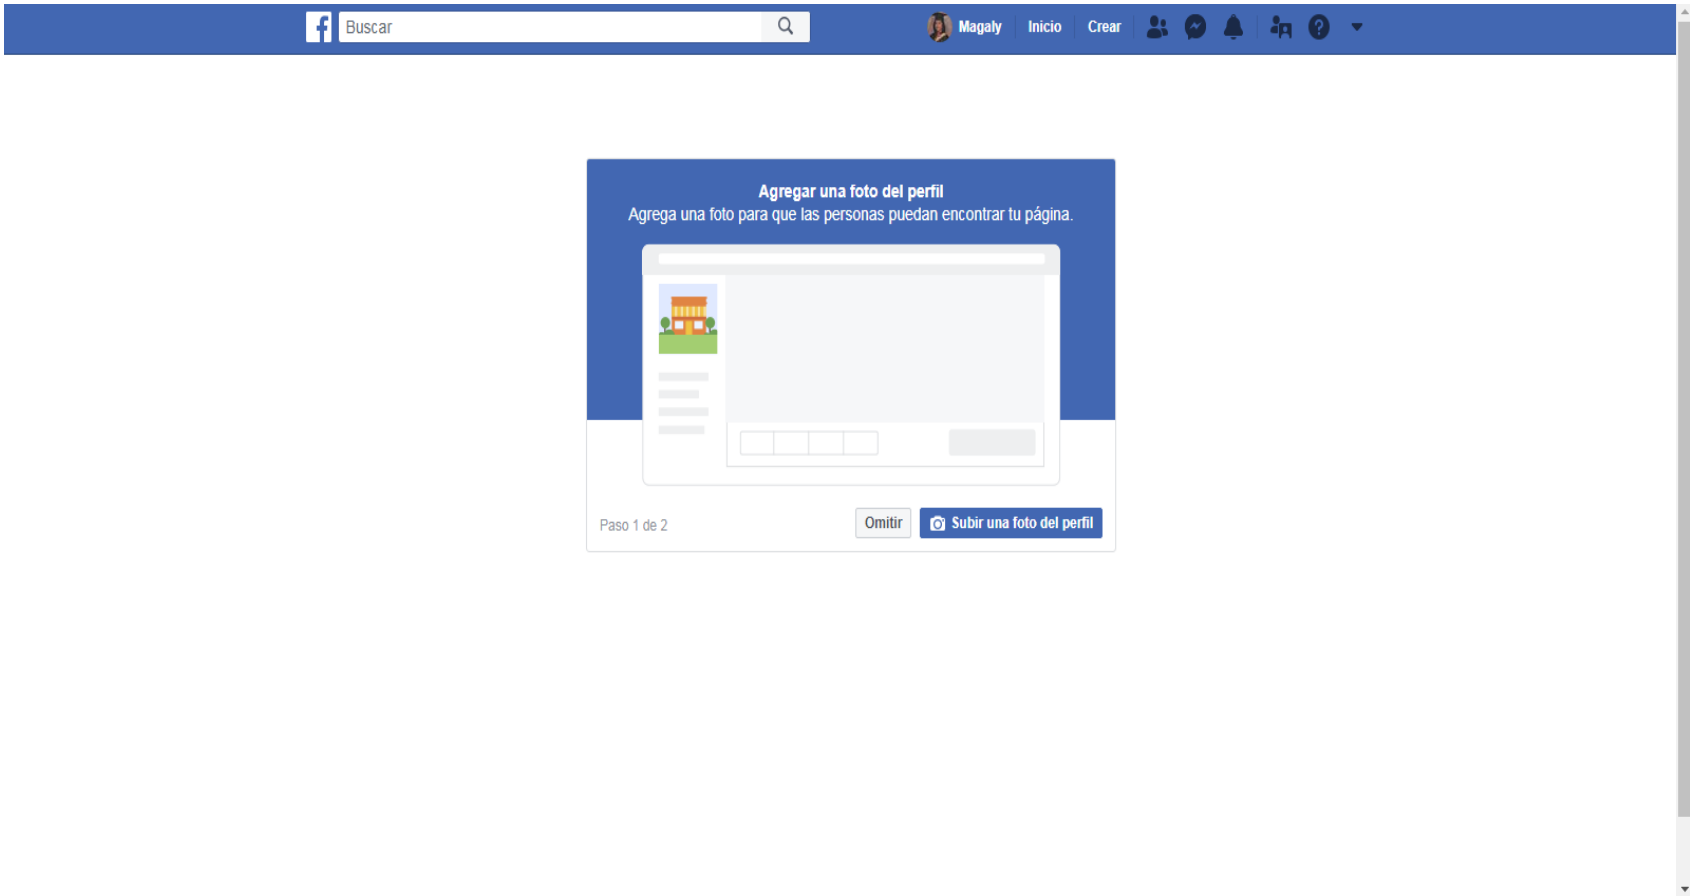 Buscar
Magaly Inicio Crear
Agregar una foto del perfil
Agrega una foto para que las personas puedan encontrar tu página.
Paso 1 de 2
Omitir
Subir una foto del perfil